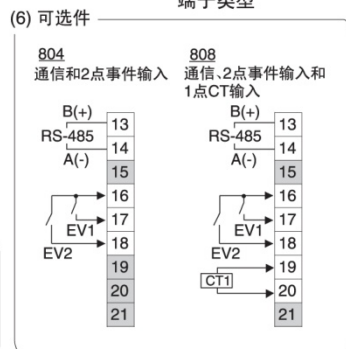 端子类型
(6) 可选件
804
通信和2点事件输入
B(+)
RS-485
A(-)
13
14
15
16
17
18
19
20
21
EV1
EV2
808
通信、2点事件输入和
1点CT输入
B(+)
RS-485
A(-)
13
14
15
16
17
18
19
20
21
EV1
EV2
CT1